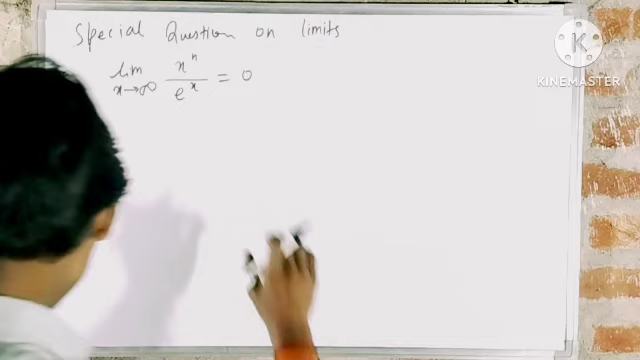 Special Question on limits
lim x→∞ x^n / e^x = 0
KINEMASTER